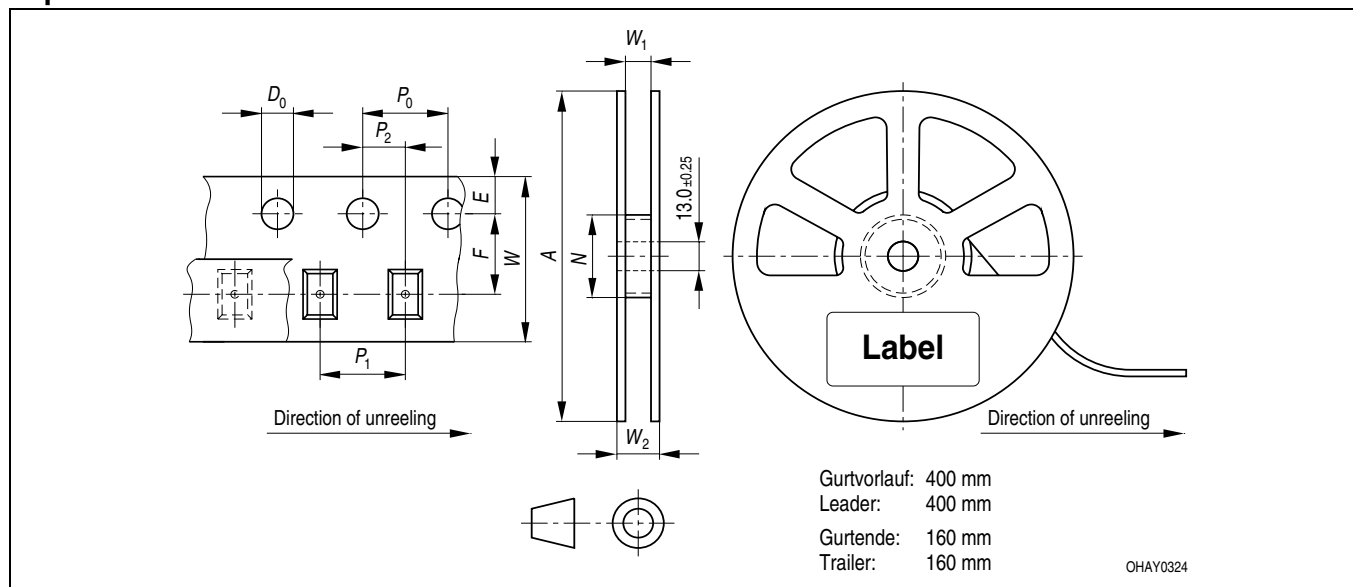 W1
D0
P0
P2
E
F
W
A
N
13.0 ±0.25
P1
W2
Label
Direction of unreeling
Direction of unreeling
Gurtvorlauf: 400 mm
Leader: 400 mm
Gurtende: 160 mm
Trailer: 160 mm
OHAY0324